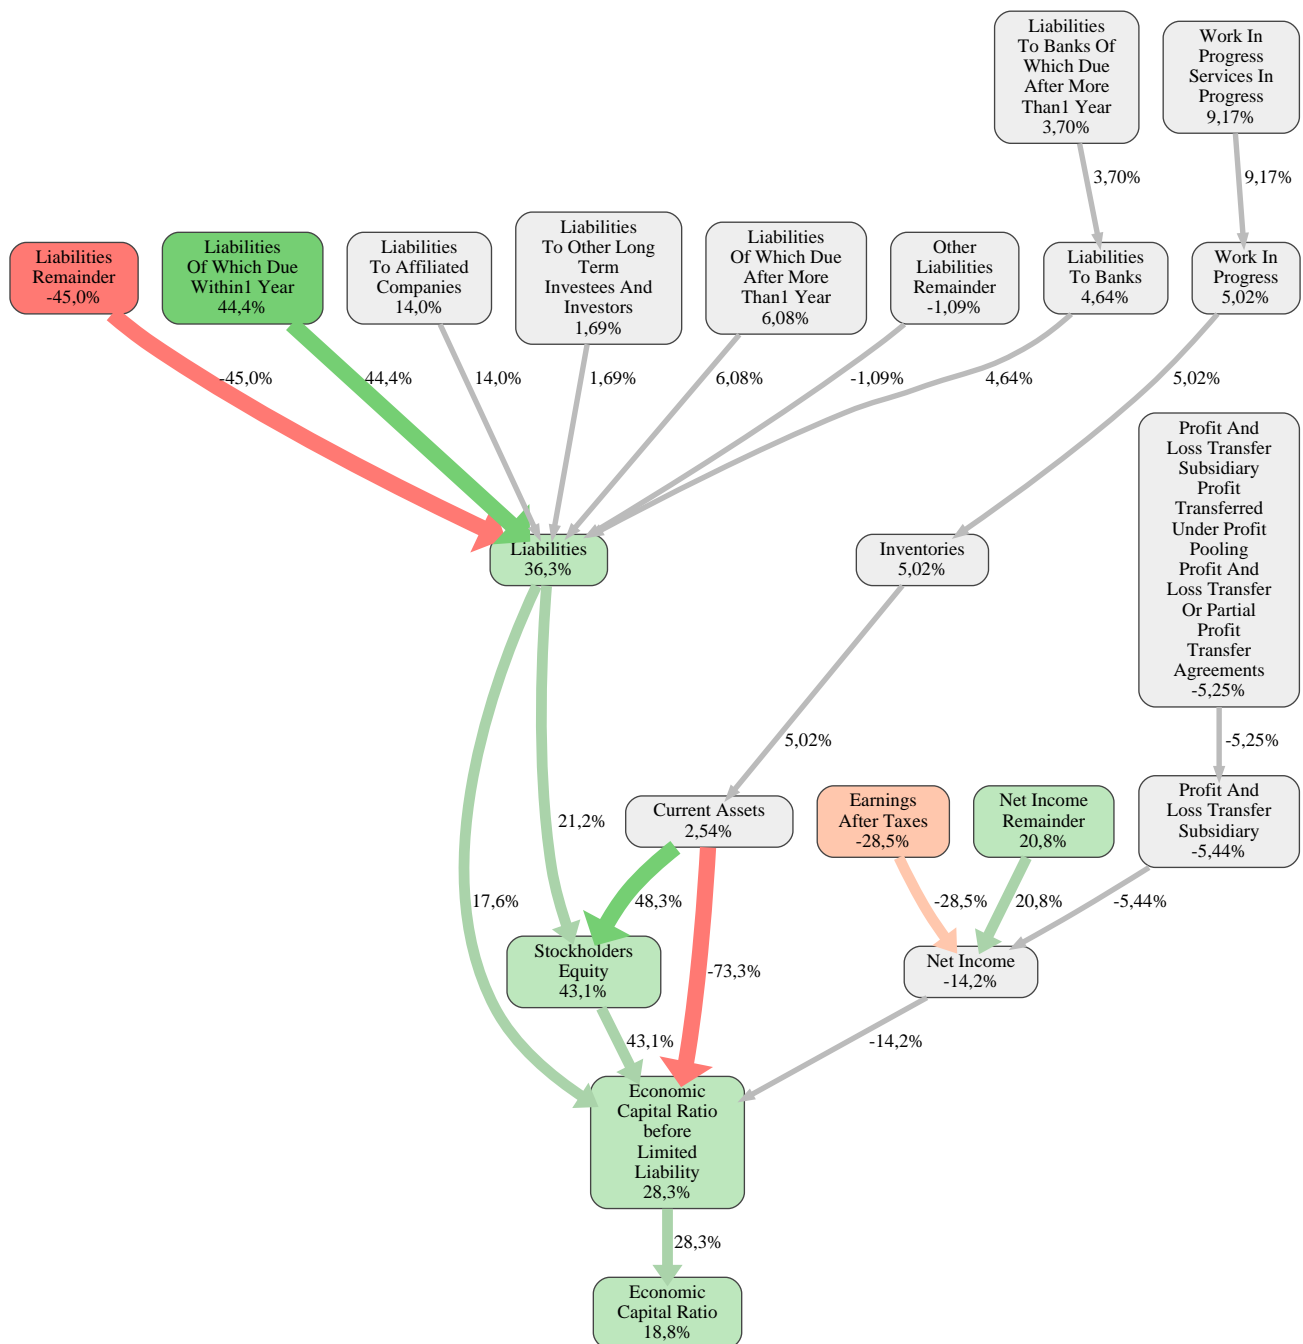 Liabilities
To Banks Of
Which Due
After More
Than1 Year
3,70%
Work In
Progress
Services In
Progress
9,17%
3,70%
9,17%
Liabilities
Remainder
-45,0%
Liabilities
Of Which Due
Within1 Year
44,4%
Liabilities
To Affiliated
Companies
14,0%
Liabilities
To Other Long
Term
Investees And
Investors
1,69%
Liabilities
Of Which Due
After More
Than1 Year
6,08%
Other
Liabilities
Remainder
-1,09%
Liabilities
To Banks
4,64%
Work In
Progress
5,02%
-45,0%
44,4%
14,0%
1,69%
6,08%
-1,09%
4,64%
5,02%
Profit And
Loss Transfer
Subsidiary
Profit
Transferred
Under Profit
Pooling
Profit And
Loss Transfer
Or Partial
Profit
Transfer
Agreements
-5,25%
Liabilities
36,3%
Inventories
5,02%
5,02%
-5,25%
Current Assets
2,54%
Earnings
After Taxes
-28,5%
Net Income
Remainder
20,8%
Profit And
Loss Transfer
Subsidiary
-5,44%
21,2%
17,6%
48,3%
-28,5%
20,8%
-5,44%
Stockholders
Equity
43,1%
-73,3%
Net Income
-14,2%
43,1%
-14,2%
Economic
Capital Ratio
before
Limited
Liability
28,3%
28,3%
Economic
Capital Ratio
18,8%